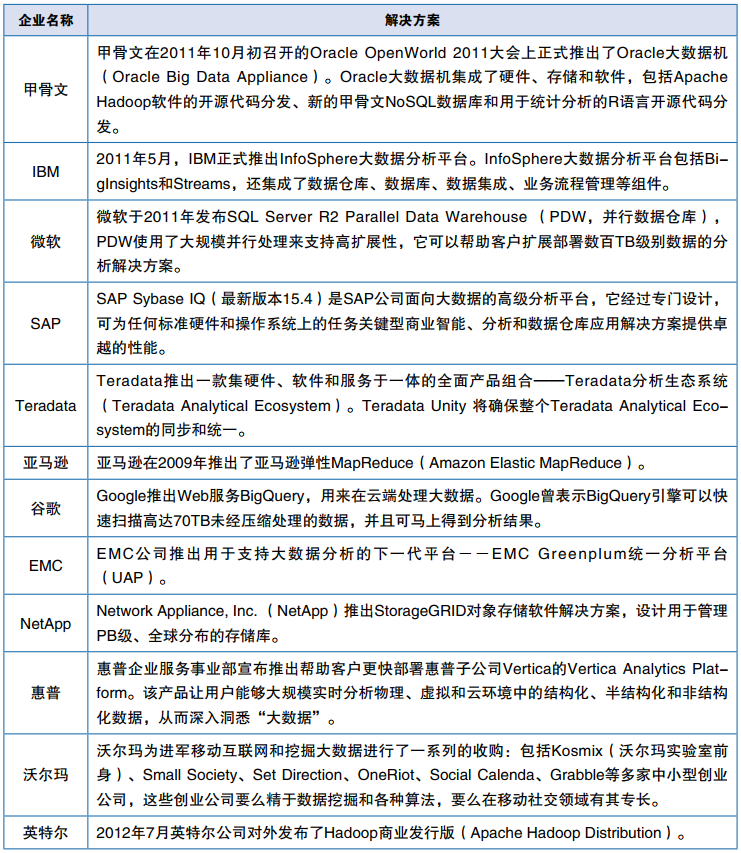 企业名称
解决方案
甲骨文
甲骨文在2011年10月初召开的Oracle OpenWorld 2011大会上正式推出了Oracle大数据机
（Oracle Big Data Appliance）。Oracle大数据机集成了硬件、存储和软件，包括Apache
Hadoop软件的开源代码分发、新的甲骨文NoSQL数据库和用于统计分析的R语言开源代码分
发。
IBM
2011年5月，IBM正式推出InfoSphere大数据分析平台。InfoSphere大数据分析平台包括Bi-
gInsights和Streams，还集成了数据仓库、数据库、数据集成、业务流程管理等组件。
微软
微软于2011年发布SQL Server R2 Parallel Data Warehouse （PDW，并行数据仓库），
PDW使用了大规模并行处理来支持高扩展性，它可以帮助客户扩展部署数百TB级别数据的分
析解决方案。
SAP
SAP Sybase IQ（最新版本15.4）是SAP公司面向大数据的高级分析平台，它经过专门设计，
可为任何标准硬件和操作系统上的任务关键型商业智能、分析和数据仓库应用解决方案提供卓
越的性能。
Teradata
Teradata推出一款集硬件、软件和服务于一体的全面产品组合——Teradata分析生态系统
（Teradata Analytical Ecosystem）。Teradata Unity 将确保整个Teradata Analytical Eco-
system的同步和统一。
亚马逊
亚马逊在2009年推出了亚马逊弹性MapReduce（Amazon Elastic MapReduce）。
谷歌
Google推出Web服务BigQuery，用来在云端处理大数据。Google曾表示BigQuery引擎可以快
速扫描高达70TB未经压缩处理的数据，并且可马上得到分析结果。
EMC
EMC公司推出用于支持大数据分析的下一代平台－－EMC Greenplum统一分析平台
（UAP）。
NetApp
Network Appliance, Inc. （NetApp）推出StorageGRID对象存储软件解决方案，设计用于管理
PB级、全球分布的存储库。
惠普
惠普企业服务事业部宣布推出帮助客户更快部署惠普子公司Vertica的Vertica Analytics Plat-
form。该产品让用户能够大规模实时分析物理、虚拟和云环境中的结构化、半结构化和非结构
化数据，从而深入洞悉“大数据”。
沃尔玛
沃尔玛为进军移动互联网和挖掘大数据进行了一系列的收购：包括Kosmix（沃尔玛实验室前
身）、Small Society、Set Direction、OneRiot、Social Calenda、Grabble等多家中小型创业
公司，这些创业公司要么精于数据挖掘和各种算法，要么在移动社交领域有其专长。
英特尔
2012年7月英特尔公司对外发布了Hadoop商业发行版（Apache Hadoop Distribution）。